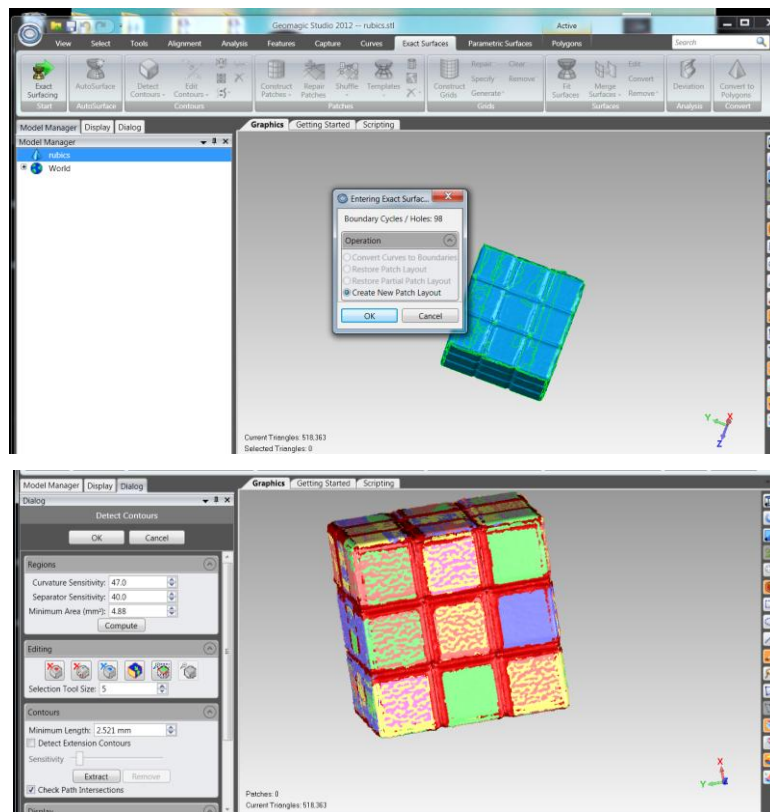 Geomagic Studio 2012 -- rubics.stl
Active
View Select Tools Alignment Analysis Features Capture Curves Exact Surfaces Parametric Surfaces Polygons Search
Exact Surfacing
AutoSurface
Detect Contours
Edit Contours
Construct Patches
Repair Patches
Shuffle
Templates
Construct Grids
Repair Clear
Specify Remove
Generate
Fit Surfaces
Merge Surfaces
Edit
Convert
Remove
Deviation
Convert to Polygons
Start AutoSurface Contours Patches Grids Surfaces Analysis Convert
Model Manager Display Dialog
Graphics Getting Started Scripting
Model Manager
rubics
World
Entering Exact Surfac...
Boundary Cycles / Holes: 98
Operation
Convert Curves to Boundaries
Restore Patch Layout
Restore Partial Patch Layout
Create New Patch Layout
OK Cancel
Y X
Z
Current Triangles: 518,363
Selected Triangles: 0
Model Manager Display Dialog
Graphics Getting Started Scripting
Dialog
Detect Contours
OK Cancel
Regions
Curvature Sensitivity: 47.0
Separator Sensitivity: 40.0
Minimum Area (mm²): 4.88
Compute
Editing
Selection Tool Size: 5
Contours
Minimum Length: 2.521 mm
Detect Extension Contours
Sensitivity
Extract Remove
Check Path Intersections
Display
X
Y
Patches: 0
Current Triangles: 518,363